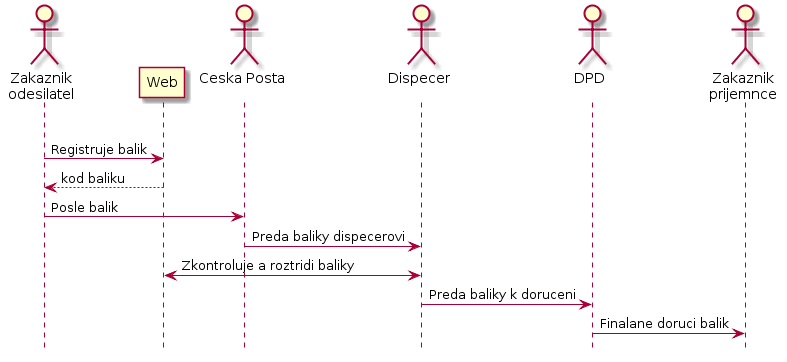 Zakaznik
odesilatel
Web
Ceska Posta
Dispecer
DPD
Zakaznik
prijemnce
Registruje balik
kod baliku
Posle balik
Preda baliky dispecerovi
Zkontroluje a roztridi baliky
Preda baliky k doruceni
Finalane doruci balik